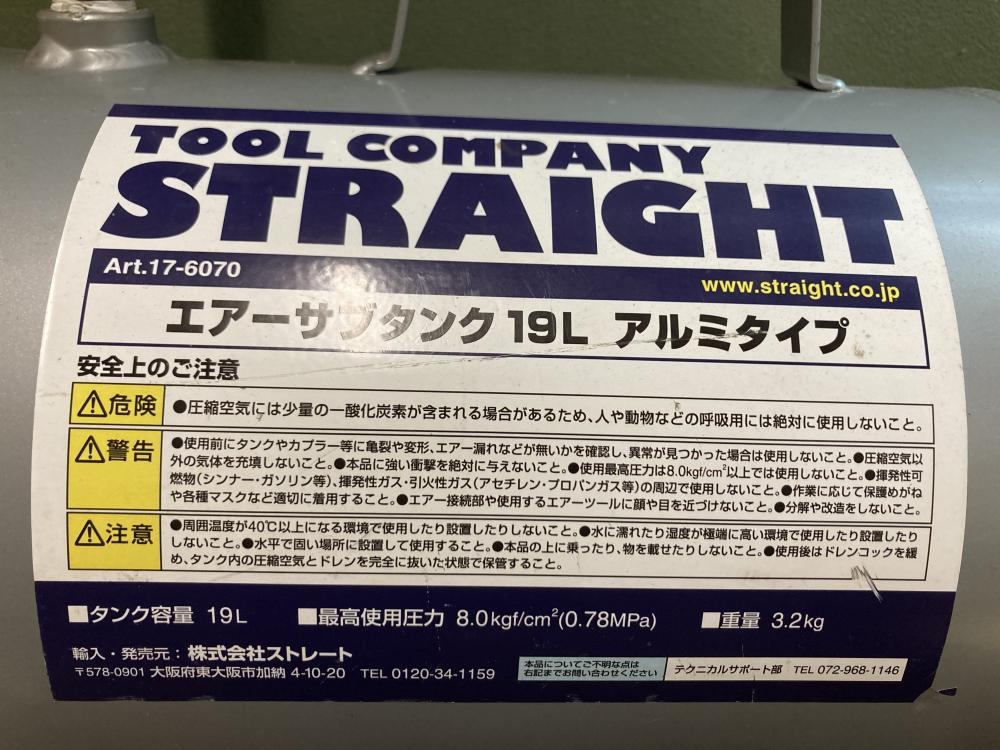 TOOL COMPANY
STRAIGHT
Art.17-6070
www.straight.co.jp
エアーサブタンク 19L アルミタイプ
安全上のご注意
⚠危険
●圧縮空気には少量の一酸化炭素が含まれる場合があるため、人や動物などの呼吸用には絶対に使用しないこと。
⚠警告
●使用前にタンクやカプラー等に亀裂や変形、エアー漏れなどが無いかを確認し、異常が見つかった場合は使用しないこと。●圧縮空気以
外の気体を充填しないこと。●本品に強い衝撃を絶対に与えないこと。●使用最高圧力は8.0kgf/cm²以上では使用しないこと。●揮発性可
燃物(シンナー・ガソリン等)、揮発性ガス・引火性ガス(アセチレン・プロパンガス等)の周辺で使用しないこと。●作業に応じて保護めがね
や各種マスクなど適切に着用すること。●エアー接続部や使用するエアーツールに顔や目を近づけないこと。●分解や改造をしないこと。
⚠注意
●周囲温度が40℃以上になる環境で使用したり設置したりしないこと。●水に濡れたり湿度が極端に高い環境で使用したり設置したり
しないこと。●水平で固い場所に設置して使用すること。●本品の上に乗ったり、物を載せたりしないこと。●使用後はドレンコックを緩
め、タンク内の圧縮空気とドレンを完全に抜いた状態で保管すること。
■タンク容量 19L ■最高使用圧力 8.0kgf/cm²(0.78MPa) ■重量 3.2kg
輸入・発売元：株式会社ストレート
〒578-0901 大阪府東大阪市加納 4-10-20 TEL 0120-34-1159
本品についてご不明な点は
右記までお問い合わせください
テクニカルサポート部 TEL 072-968-1146